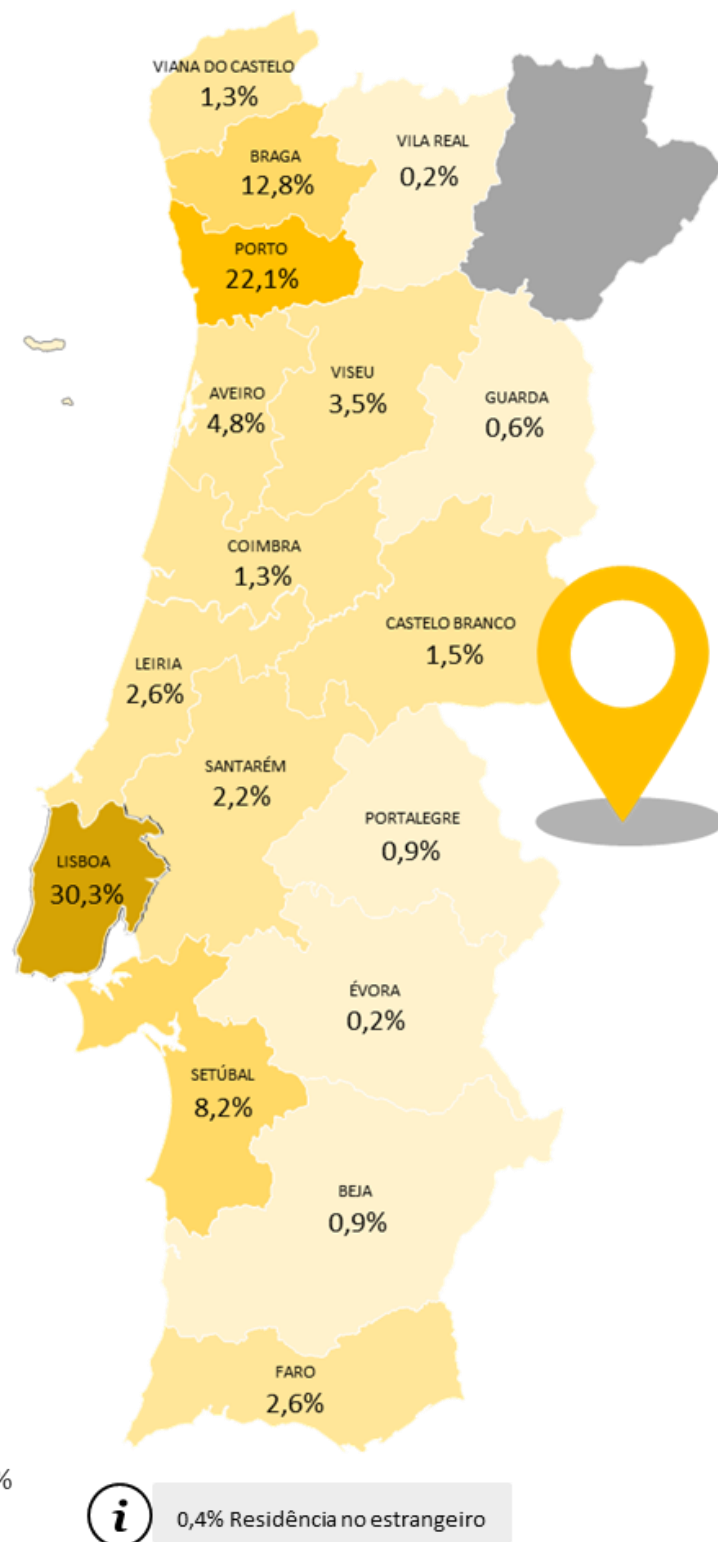 VIANA DO CASTELO
1,3%
VILA REAL
0,2%
BRAGA
12,8%
PORTO
22,1%
VISEU
3,5%
AVEIRO
4,8%
GUARDA
0,6%
COIMBRA
1,3%
CASTELO BRANCO
1,5%
LEIRIA
2,6%
SANTARÉM
2,2%
PORTALEGRE
0,9%
LISBOA
30,3%
ÉVORA
0,2%
SETÚBAL
8,2%
BEJA
0,9%
FARO
2,6%
%
i
0,4% Residência no estrangeiro